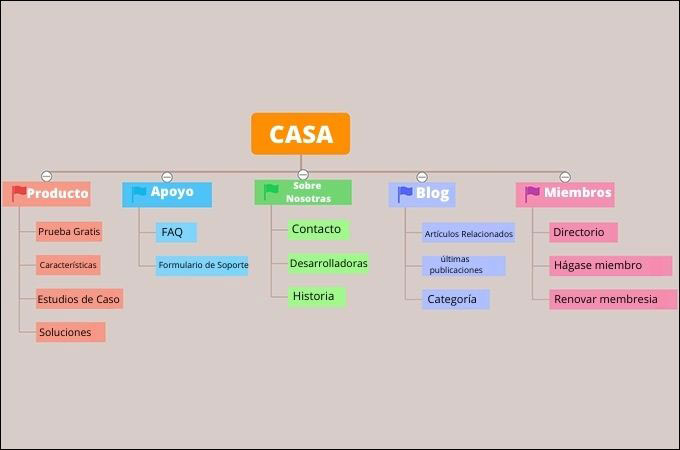 CASA
Producto
Prueba Gratis
Características
Estudios de Caso
Soluciones
Apoyo
FAQ
Formulario de Soporte
Sobre
Nosotras
Contacto
Desarrolladoras
Historia
Blog
Artículos Relacionados
últimas
publicaciones
Categoría
Miembros
Directorio
Hágase miembro
Renovar membresia